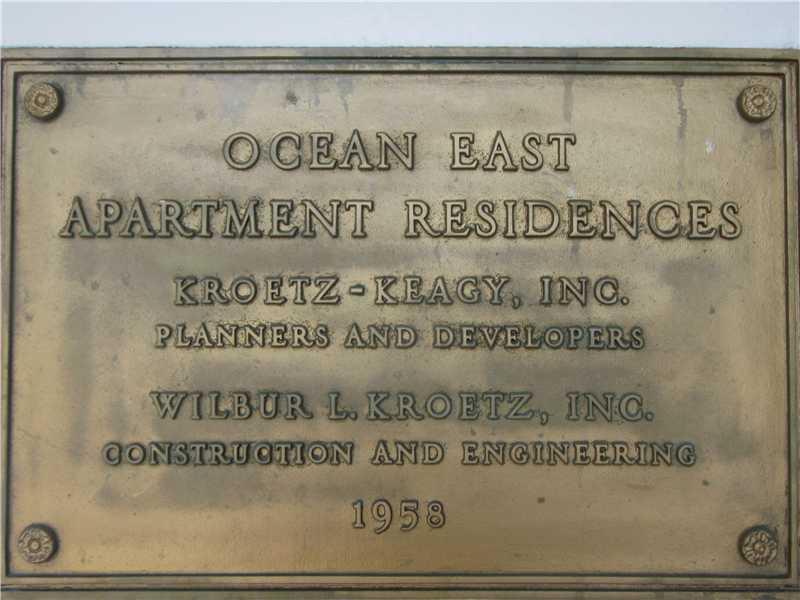 OCEAN EAST
APARTMENT RESIDENCES
KROETZ-KEAGY, INC.
PLANNERS AND DEVELOPERS
WILBUR L. KROETZ, INC.
CONSTRUCTION AND ENGINEERING
1958